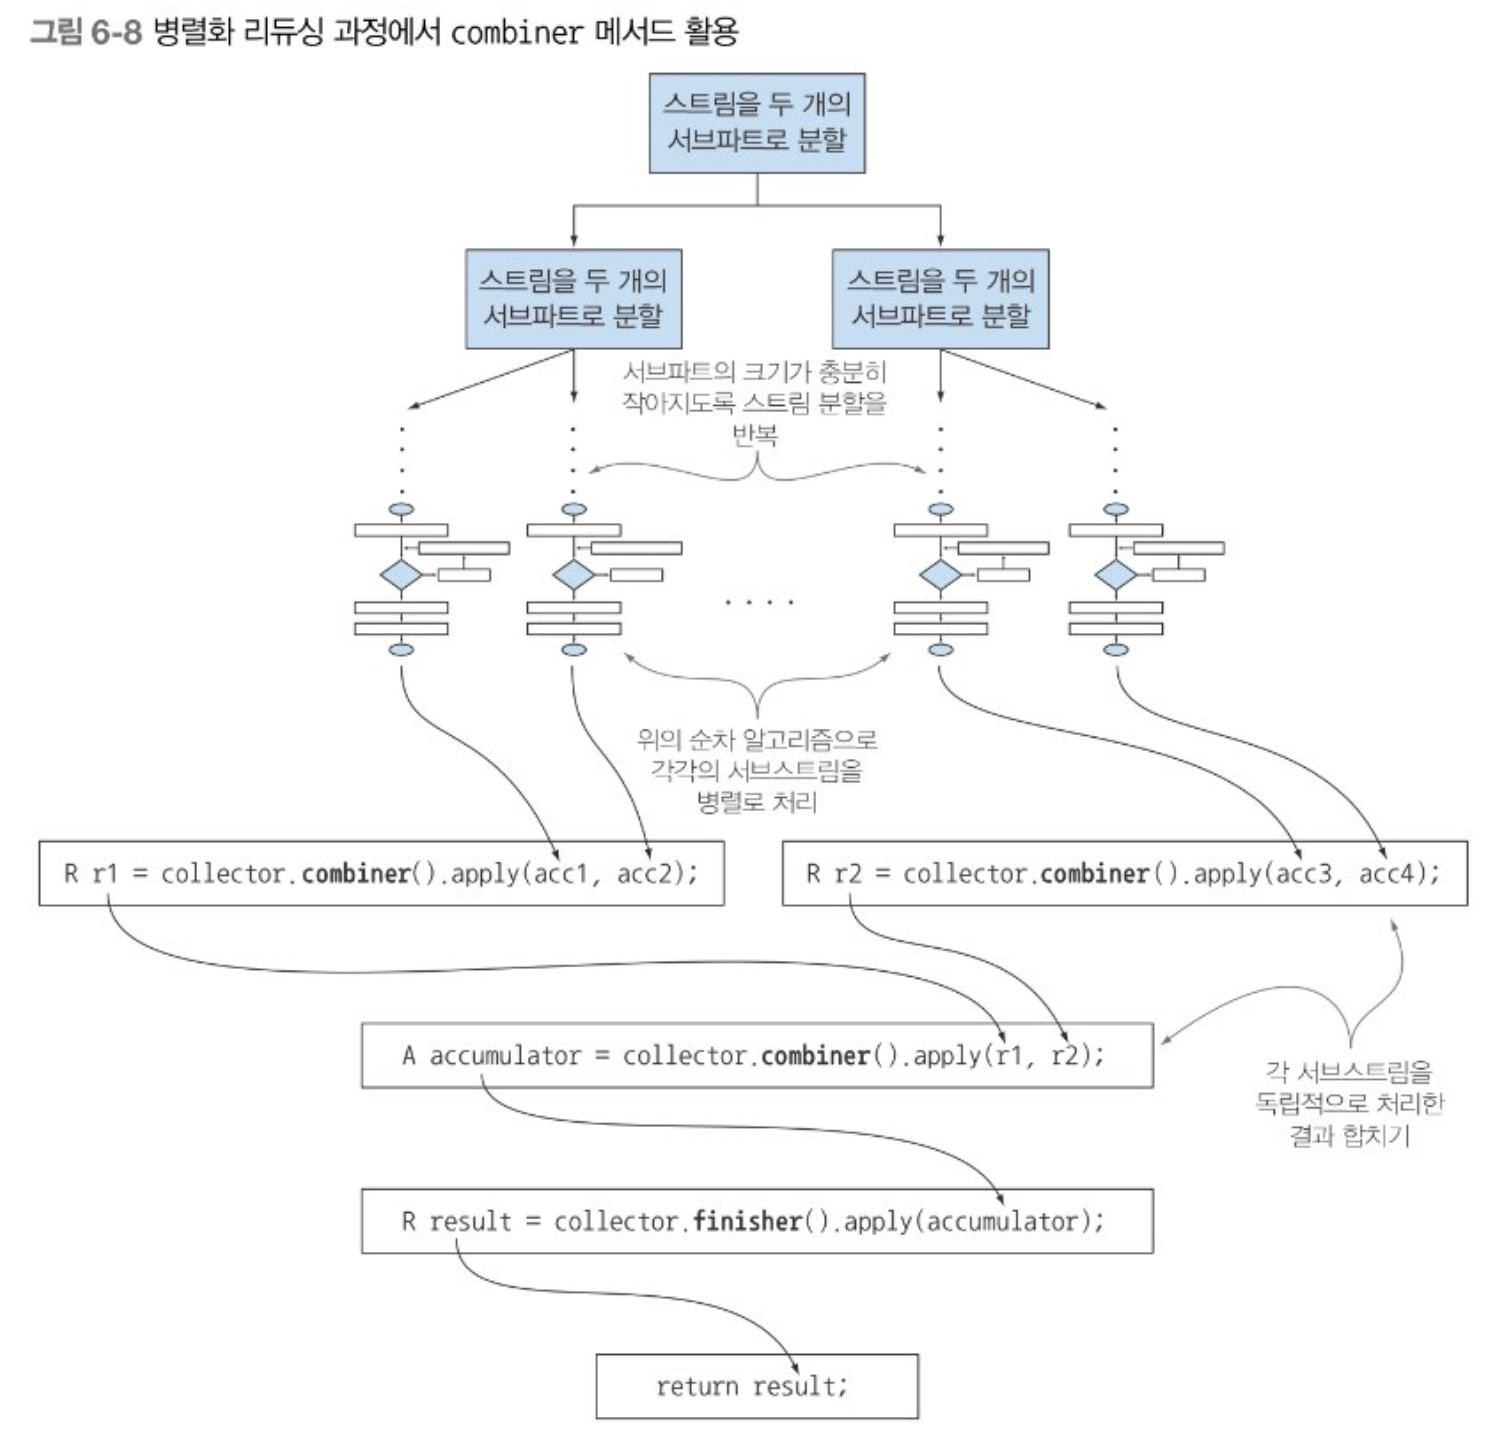 그림 6-8 병렬화 리듀싱 과정에서 combiner 메서드 활용
스트림을 두 개의
서브파트로 분할
스트림을 두 개의
서브파트로 분할
스트림을 두 개의
서브파트로 분할
서브파트의 크기가 충분히
작아지도록 스트림 분할을
반복
위의 순차 알고리즘으로
각각의 서브스트림을
병렬로 처리
R r1 = collector.combiner().apply(acc1, acc2);
R r2 = collector.combiner().apply(acc3, acc4);
A accumulator = collector.combiner().apply(r1, r2);
각 서브스트림을
독립적으로 처리한
결과 합치기
R result = collector.finisher().apply(accumulator);
return result;